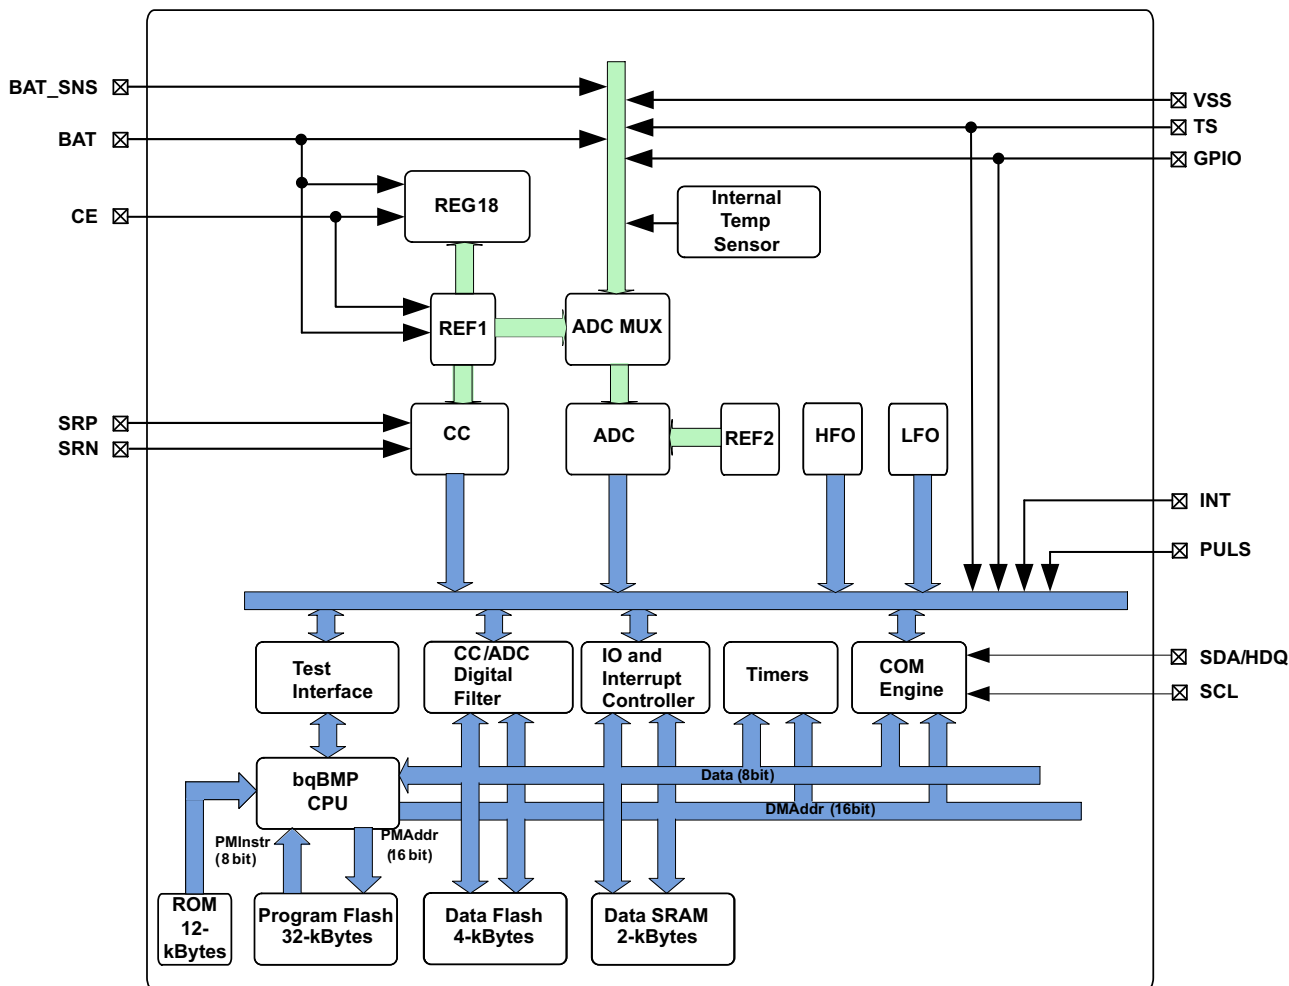 BAT_SNS
VSS
TS
BAT
GPIO
REG18
Internal
Temp
Sensor
CE
REF1
ADC MUX
SRP
SRN
CC
ADC
REF2
HFO
LFO
INT
PULS
Test
Interface
CC/ADC
Digital
Filter
IO and
Interrupt
Controller
Timers
COM
Engine
SDA/HDQ
SCL
bqBMP
CPU
Data (8bit)
DMAddr (16bit)
PMInstr
(8 bit)
PMAddr
(16 bit)
ROM
12-
kBytes
Program Flash
32-kBytes
Data Flash
4-kBytes
Data SRAM
2-kBytes